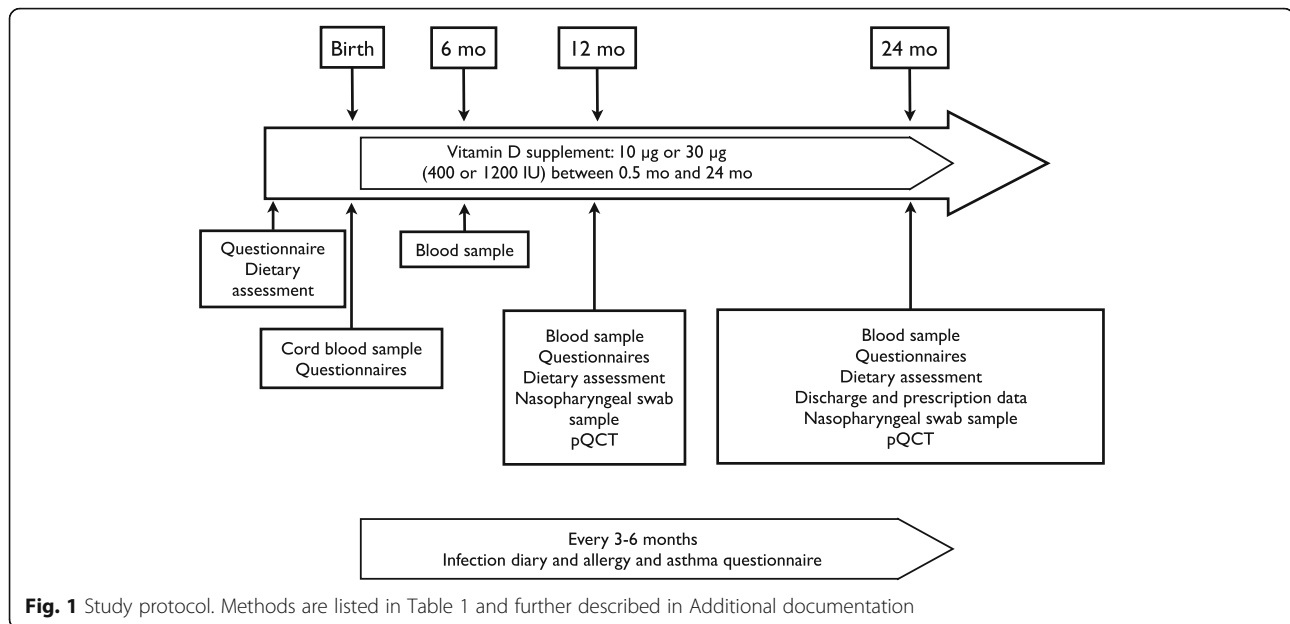 Birth
6 mo
12 mo
24 mo
Vitamin D supplement: 10 µg or 30 µg
(400 or 1200 IU) between 0.5 mo and 24 mo
Questionnaire
Dietary
assessment
Cord blood sample
Questionnaires
Blood sample
Blood sample
Questionnaires
Dietary assessment
Nasopharyngeal swab
sample
pQCT
Blood sample
Questionnaires
Dietary assessment
Discharge and prescription data
Nasopharyngeal swab sample
pQCT
Every 3-6 months
Infection diary and allergy and asthma questionnaire
Fig. 1 Study protocol. Methods are listed in Table 1 and further described in Additional documentation